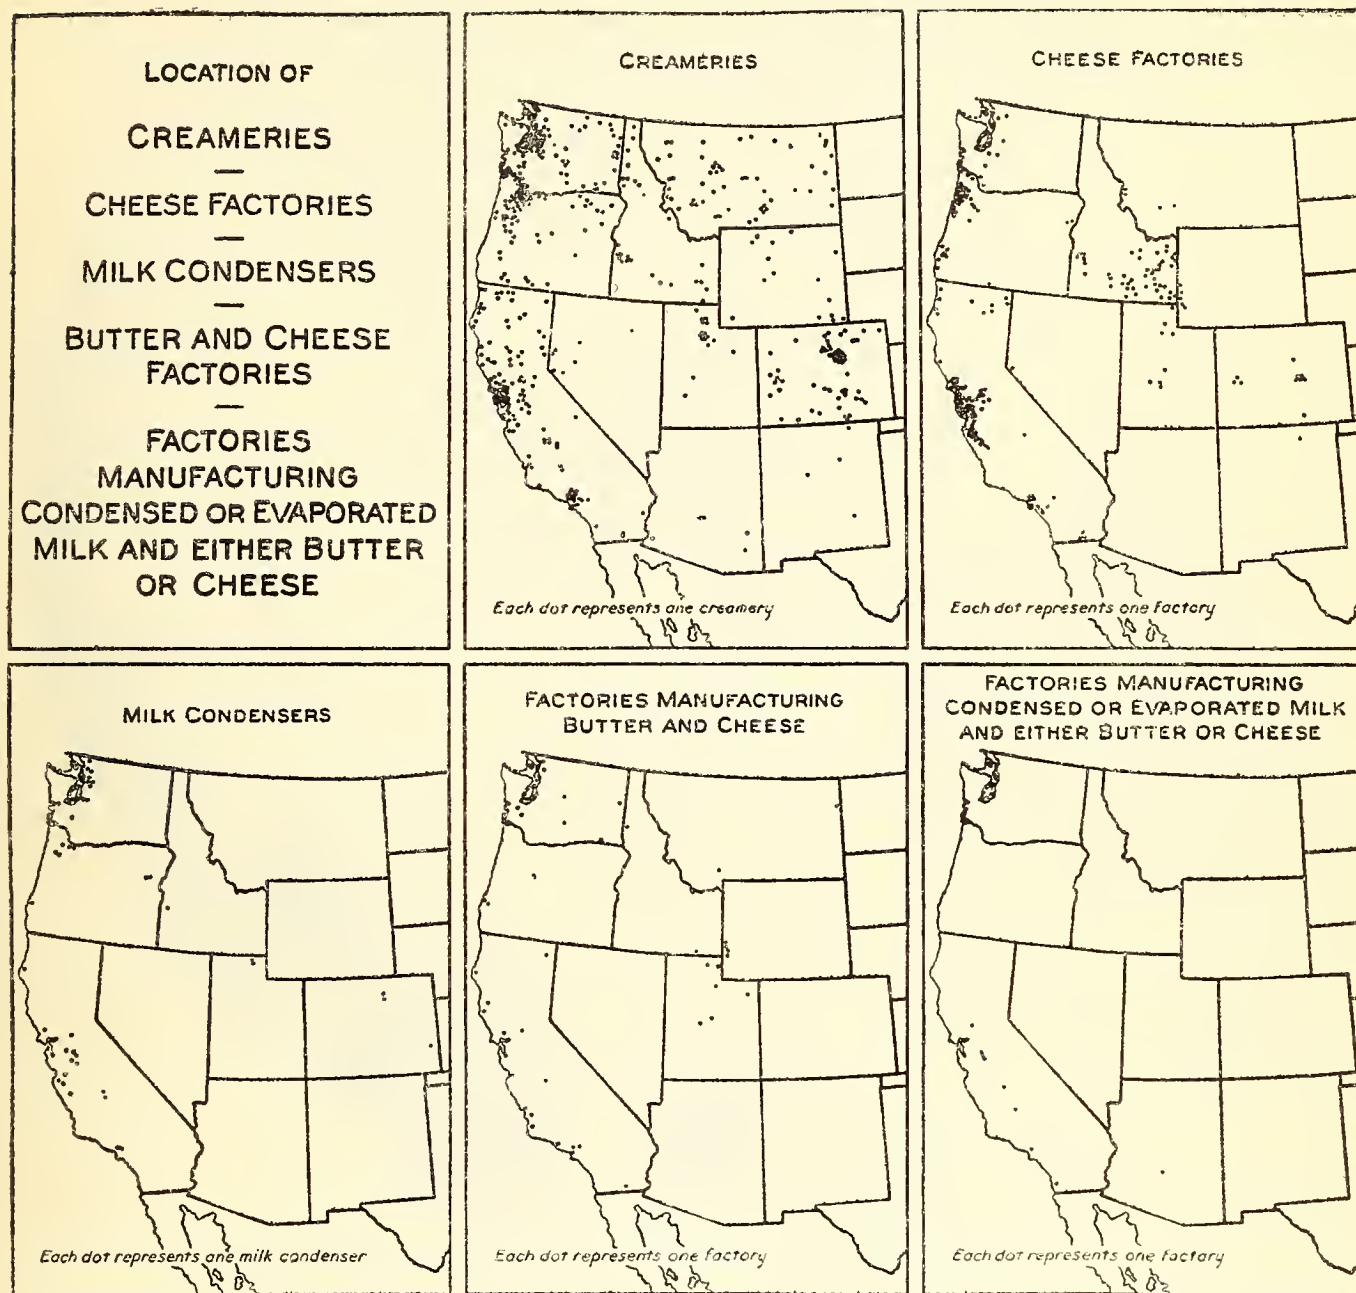 LOCATION OF
CREAMERIES
—
CHEESE FACTORIES
—
MILK CONDENSERS
—
BUTTER AND CHEESE
FACTORIES
—
FACTORIES
MANUFACTURING
CONDENSED OR EVAPORATED
MILK AND EITHER BUTTER
OR CHEESE
CREAMERIES
Each dot represents one creamery
CHEESE FACTORIES
Each dot represents one factory
MILK CONDENSERS
Each dot represents one milk condenser
FACTORIES MANUFACTURING
BUTTER AND CHEESE
Each dot represents one factory
FACTORIES MANUFACTURING
CONDENSED OR EVAPORATED MILK
AND EITHER BUTTER OR CHEESE
Each dot represents one factory